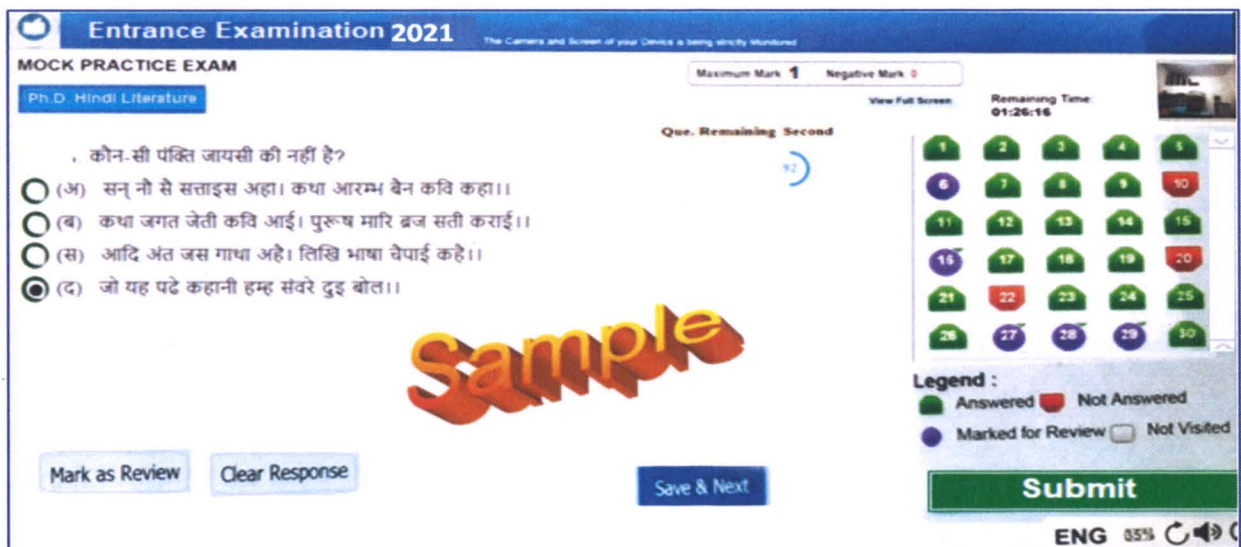 Entrance Examination 2021
The Camera and Screen of your Device is being strictly Monitored
MOCK PRACTICE EXAM
Maximum Mark 1 Negative Mark 0
Ph.D. Hindi Literature
View Full Screen
Remaining Time:
01:26:16
Que. Remaining Second
92
. कौन-सी पंक्ति जायसी की नहीं है?
(अ) सन् नौ सै सत्ताइस अहा। कथा आरम्भ बैन कवि कहा।।
(ब) कथा जगत जेती कवि आई। पुरूष मारि ब्रज सती कराई।।
(स) आदि अंत जस गाथा अहै। लिखि भाषा चैपाई कहै।।
(द) जो यह पढे कहानी हम्ह संवरे दुइ बोल।।
Sample
1 2 3 4 5
6 7 8 9 10
11 12 13 14 15
16 17 18 19 20
21 22 23 24 25
26 27 28 29 30
Legend :
Answered Not Answered
Marked for Review Not Visited
Mark as Review Clear Response
Save & Next
Submit
ENG